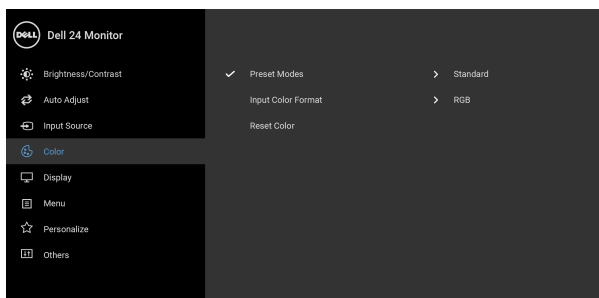 DELL Dell 24 Monitor
Brightness/Contrast
Auto Adjust
Input Source
Color
Display
Menu
Personalize
Others
Preset Modes Standard
Input Color Format RGB
Reset Color